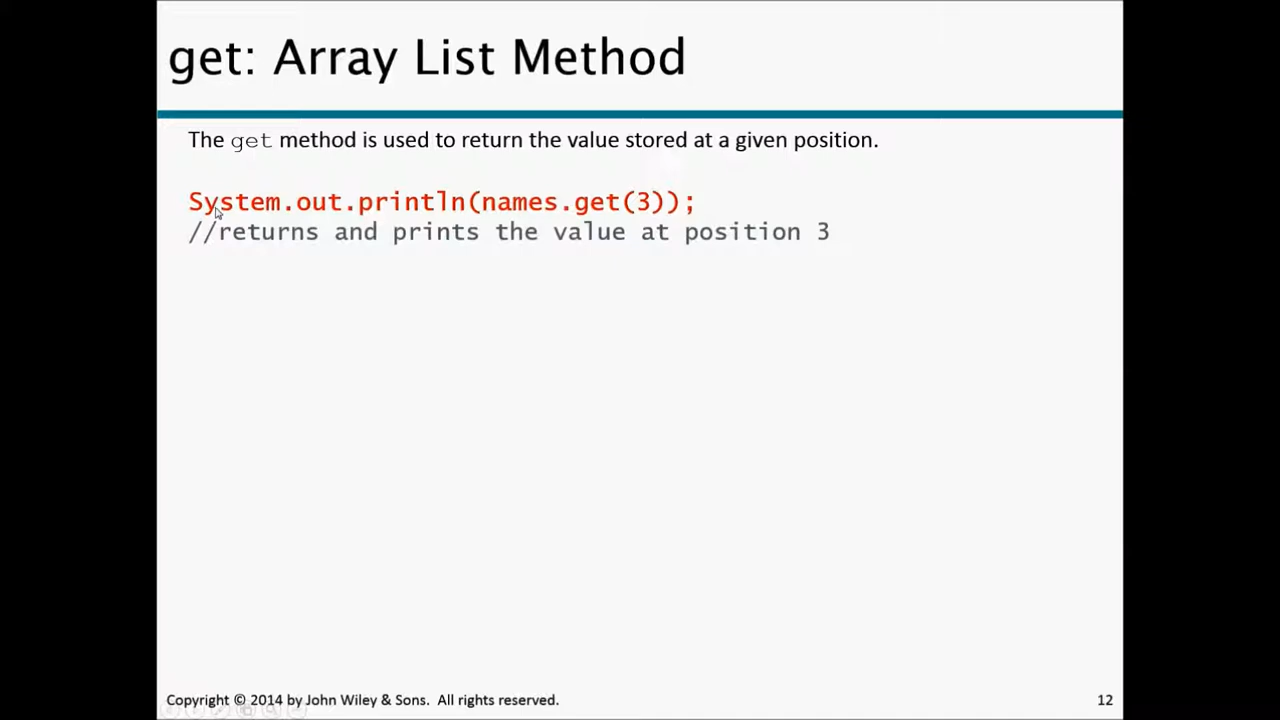 get: Array List Method
The get method is used to return the value stored at a given position.
System.out.println(names.get(3));
//returns and prints the value at position 3
Copyright © 2014 by John Wiley & Sons. All rights reserved.
12